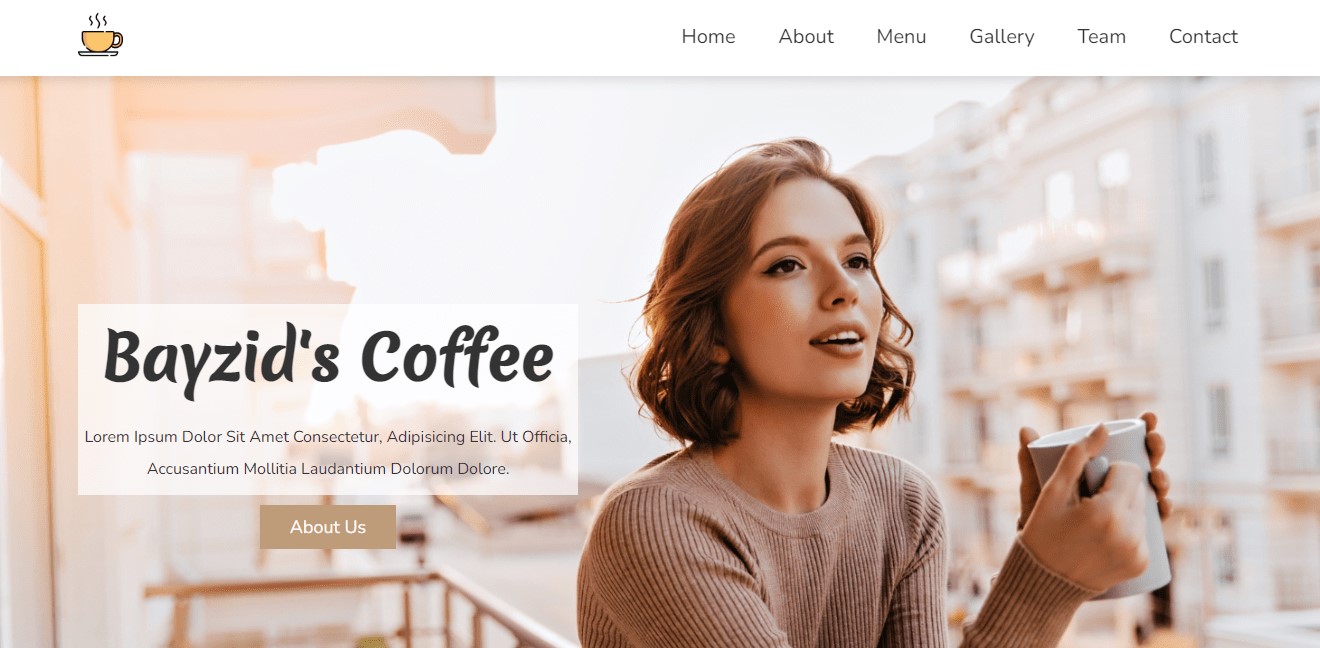 Home About Menu Gallery Team Contact
Bayzid's Coffee
Lorem Ipsum Dolor Sit Amet Consectetur, Adipisicing Elit. Ut Officia,
Accusantium Mollitia Laudantium Dolorum Dolore.
About Us